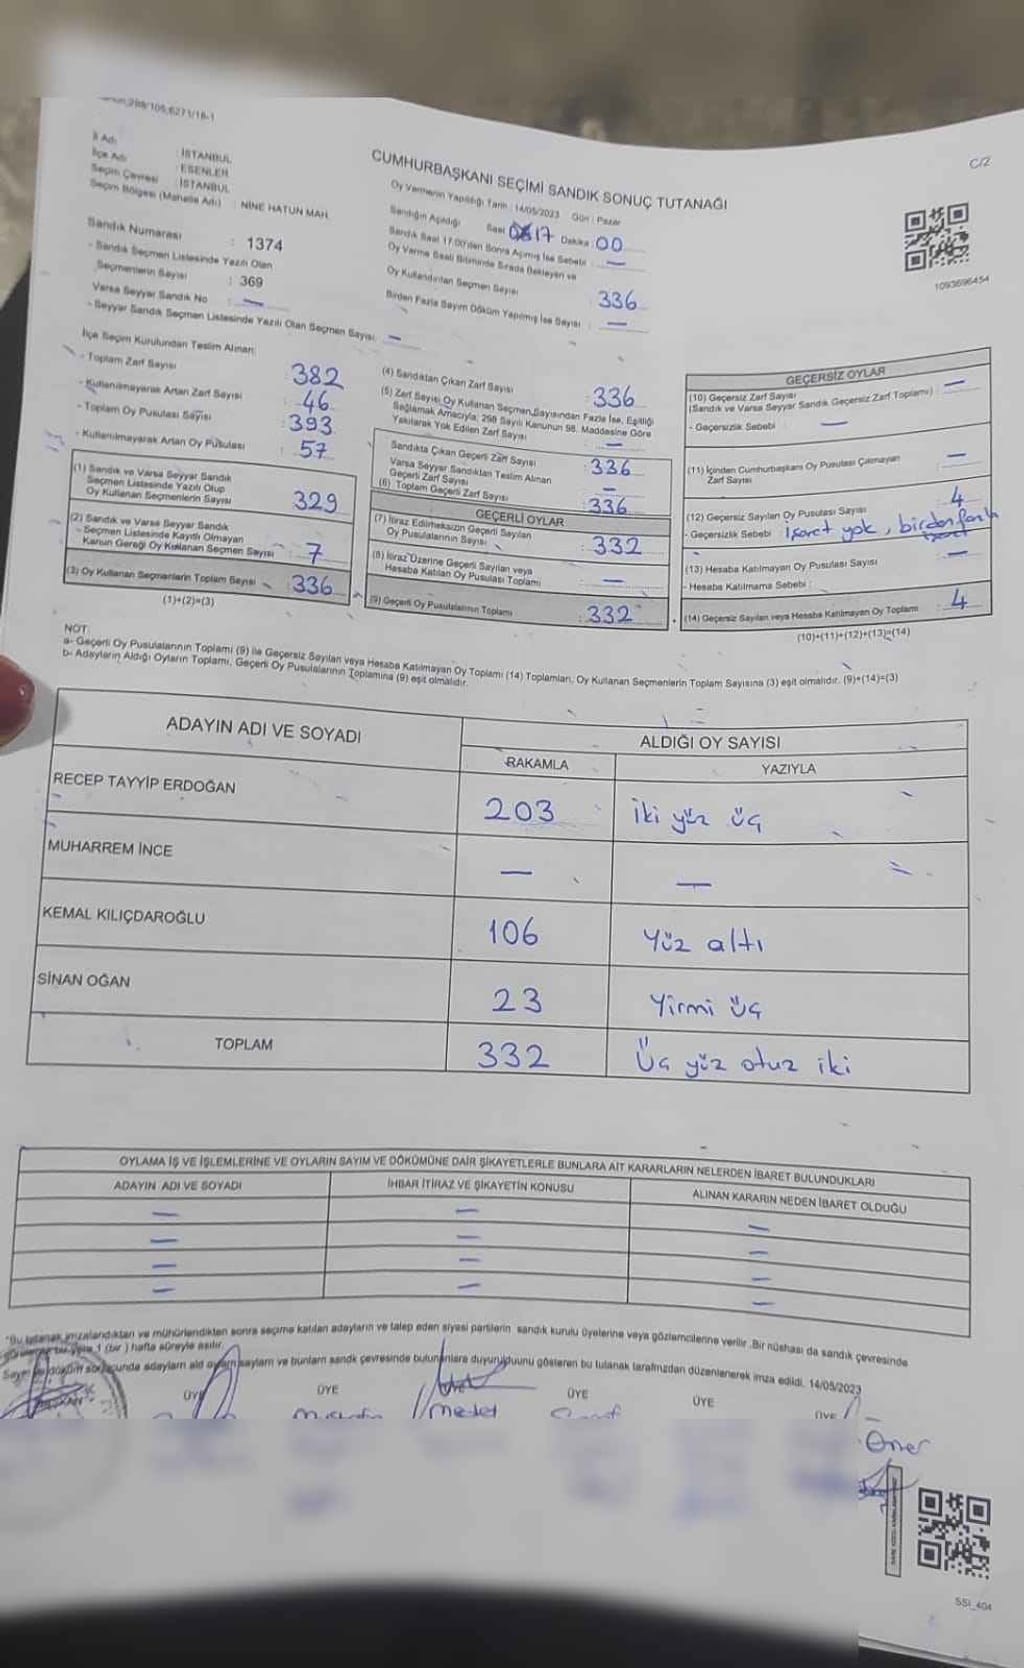 C/2
İl Adı : İSTANBUL
İlçe Adı : ESENLER
Seçim Çevresi : İSTANBUL
Seçim Bölgesi (Mahalle Adı) : NİNE HATUN MAH.
CUMHURBAŞKANI SEÇİMİ SANDIK SONUÇ TUTANAĞI
Oy Vermenin Yapıldığı Tarih : 14/05/2023 Gün : Pazar
Sandığın Açıldığı Saat 17 Dakika : 00
Sandık Saat 17.00'den Sonra Açılmış İse Sebebi : —
Oy Verme Saati Bitiminde Sırada Bekleyen ve
Oy Kullandırılan Seçmen Sayısı 336
Birden Fazla Sayım Döküm Yapılmış İse Sayısı : —
1093696454
Sandık Numarası : 1374
- Sandık Seçmen Listesinde Yazılı Olan
Seçmenlerin Sayısı : 369
Varsa Seyyar Sandık No : —
- Seyyar Sandık Seçmen Listesinde Yazılı Olan Seçmen Sayısı : —
İlçe Seçim Kurulundan Teslim Alınan:
- Toplam Zarf Sayısı 382
- Kullanılmayarak Artan Zarf Sayısı 46
- Toplam Oy Pusulası Sayısı : 393
- Kullanılmayarak Artan Oy Pusulası : 57
(1) Sandık ve Varsa Seyyar Sandık
Seçmen Listesinde Yazılı Olup
Oy Kullanan Seçmenlerin Sayısı 329
(2) Sandık ve Varsa Seyyar Sandık
Seçmen Listesinde Kayıtlı Olmayan
Kanun Gereği Oy Kullanan Seçmen Sayısı : 7
(3) Oy Kullanan Seçmenlerin Toplam Sayısı : 336
(1)+(2)=(3)
(4) Sandıktan Çıkan Zarf Sayısı 336
(5) Zarf Sayısı Oy Kullanan Seçmen Sayısından Fazla İse, Eşitliği
Sağlamak Amacıyla, 298 Sayılı Kanunun 98. Maddesine Göre
Yakılarak Yok Edilen Zarf Sayısı —
Sandıkta Çıkan Geçerli Zarf Sayısı : 336
Varsa Seyyar Sandıktan Teslim Alınan
Geçerli Zarf Sayısı —
(6) Toplam Geçerli Zarf Sayısı : 336
GEÇERLİ OYLAR
(7) İtiraz Edilmeksizin Geçerli Sayılan
Oy Pusulalarının Sayısı : 332
(8) İtiraz Üzerine Geçerli Sayılan veya
Hesaba Katılan Oy Pusulası Toplamı : —
(9) Geçerli Oy Pusulalarının Toplamı : 332
GEÇERSİZ OYLAR
(10) Geçersiz Zarf Sayısı
(Sandık ve Varsa Seyyar Sandık Geçersiz Zarf Toplamı) : —
- Geçersizlik Sebebi : —
(11) İçinden Cumhurbaşkanı Oy Pusulası Çıkmayan
Zarf Sayısı —
(12) Geçersiz Sayılan Oy Pusulası Sayısı 4
- Geçersizlik Sebebi : İşaret yok, birden fazla
işaret
(13) Hesaba Katılmayan Oy Pusulası Sayısı —
- Hesaba Katılmama Sebebi :
(14) Geçersiz Sayılan veya Hesaba Katılmayan Oy Toplamı : 4
(10)+(11)+(12)+(13)=(14)
NOT:
a- Geçerli Oy Pusulalarının Toplamı (9) ile Geçersiz Sayılan veya Hesaba Katılmayan Oy Toplamı (14) Toplamları, Oy Kullanan Seçmenlerin Toplam Sayısına (3) eşit olmalıdır. (9)+(14)=(3)
b- Adayların Aldığı Oyların Toplamı, Geçerli Oy Pusulalarının Toplamına (9) eşit olmalıdır.
ADAYIN ADI VE SOYADI
ALDIĞI OY SAYISI
RAKAMLA YAZIYLA
RECEP TAYYİP ERDOĞAN 203 İki yüz üç
MUHARREM İNCE — —
KEMAL KILIÇDAROĞLU 106 Yüz altı
SİNAN OĞAN 23 Yirmi üç
TOPLAM 332 Üç yüz otuz iki
OYLAMA İŞ VE İŞLEMLERİNE VE OYLARIN SAYIM VE DÖKÜMÜNE DAİR ŞİKAYETLERLE BUNLARA AİT KARARLARIN NELERDEN İBARET BULUNDUKLARI
ADAYIN ADI VE SOYADI İHBAR İTİRAZ VE ŞİKAYETİN KONUSU ALINAN KARARIN NEDEN İBARET OLDUĞU
— — —
— — —
— — —
— — —
*Bu tutanak imzalandıktan ve mühürlendikten sonra seçime katılan adayların ve talep eden siyasi partilerin sandık kurulu üyelerine veya gözlemcilerine verilir. Bir nüshası da sandık çevresinde
1 (bir) hafta süreyle asılır.
Sayım ve döküm sonucunda adayların aldığı oyların sayıları ve bunların sandık çevresinde bulunanlara duyurulduğunu gösteren bu tutanak tarafımızdan düzenlenerek imza edildi. 14/05/2023
BAŞKAN ÜYE ÜYE ÜYE ÜYE ÜYE ÜYE
Medet
Öner
SSI_404